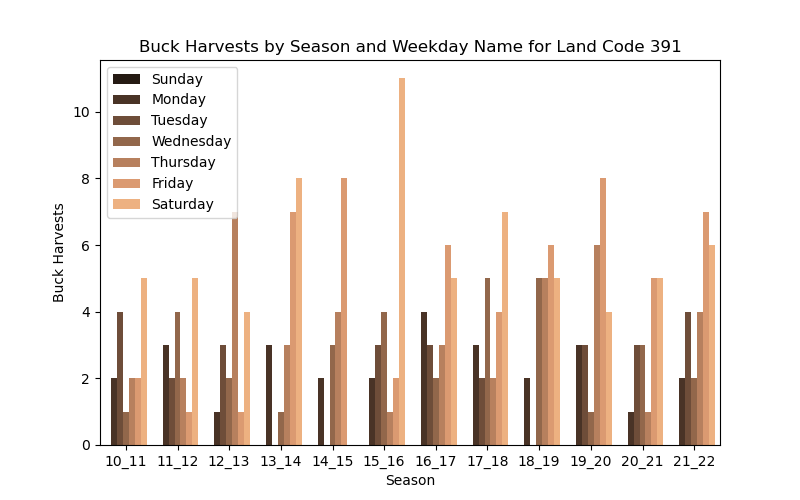 Buck Harvests by Season and Weekday Name for Land Code 391
Sunday
Monday
Tuesday
Wednesday
Thursday
Friday
Saturday
Buck Harvests
10
8
6
4
2
0
10_11 11_12 12_13 13_14 14_15 15_16 16_17 17_18 18_19 19_20 20_21 21_22
Season